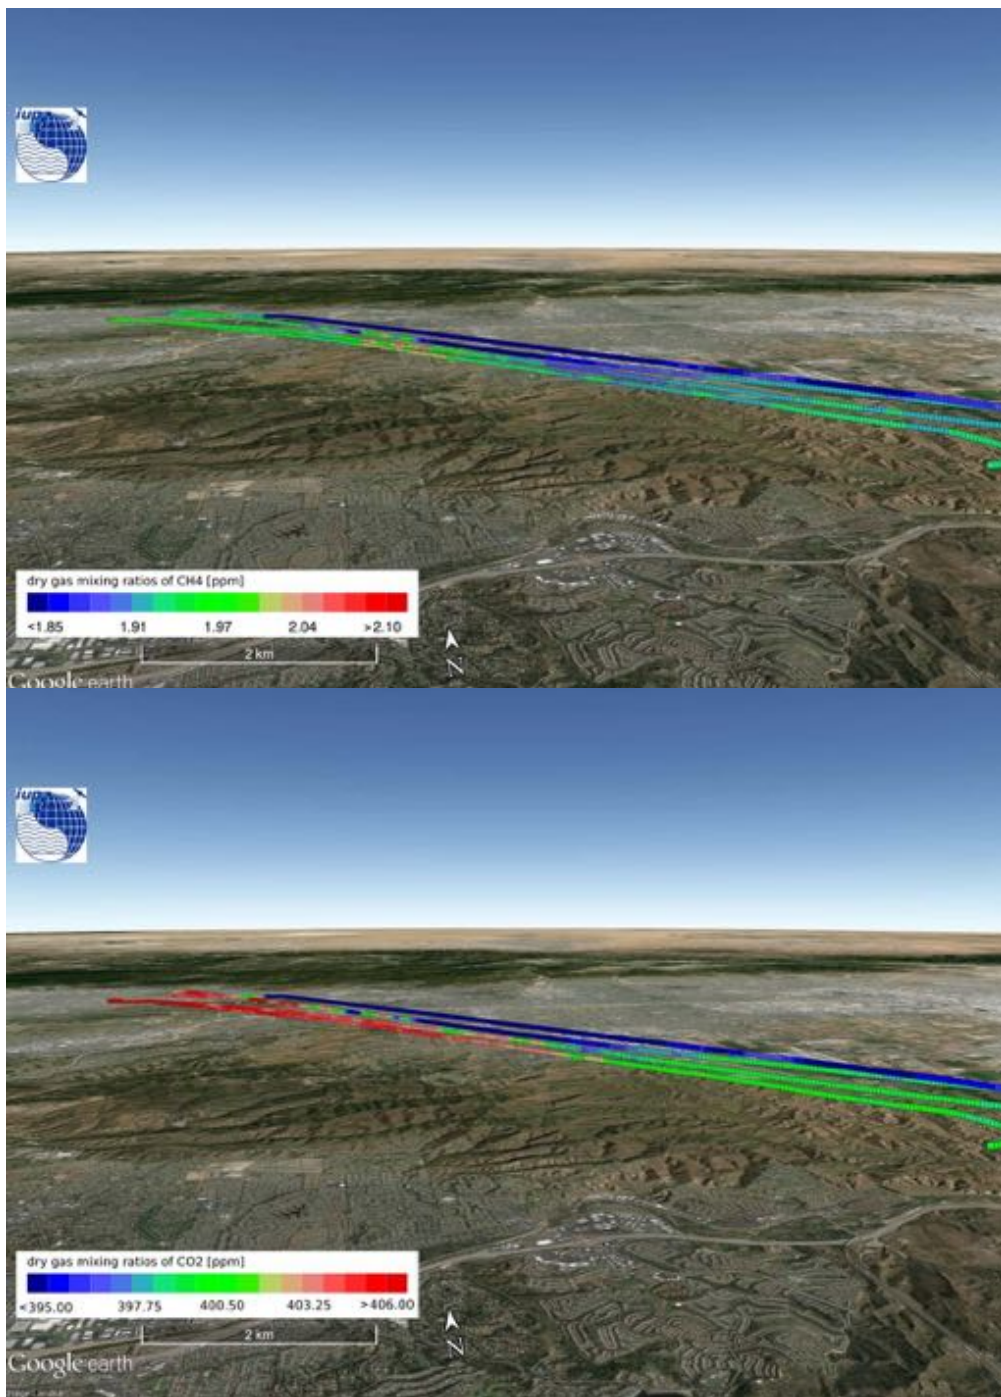 iup
dry gas mixing ratios of CH4 [ppm]
<1.85 1.91 1.97 2.04 >2.10
2 km
N
Google earth
iup
dry gas mixing ratios of CO2 [ppm]
<395.00 397.75 400.50 403.25 >406.00
2 km
N
Google earth